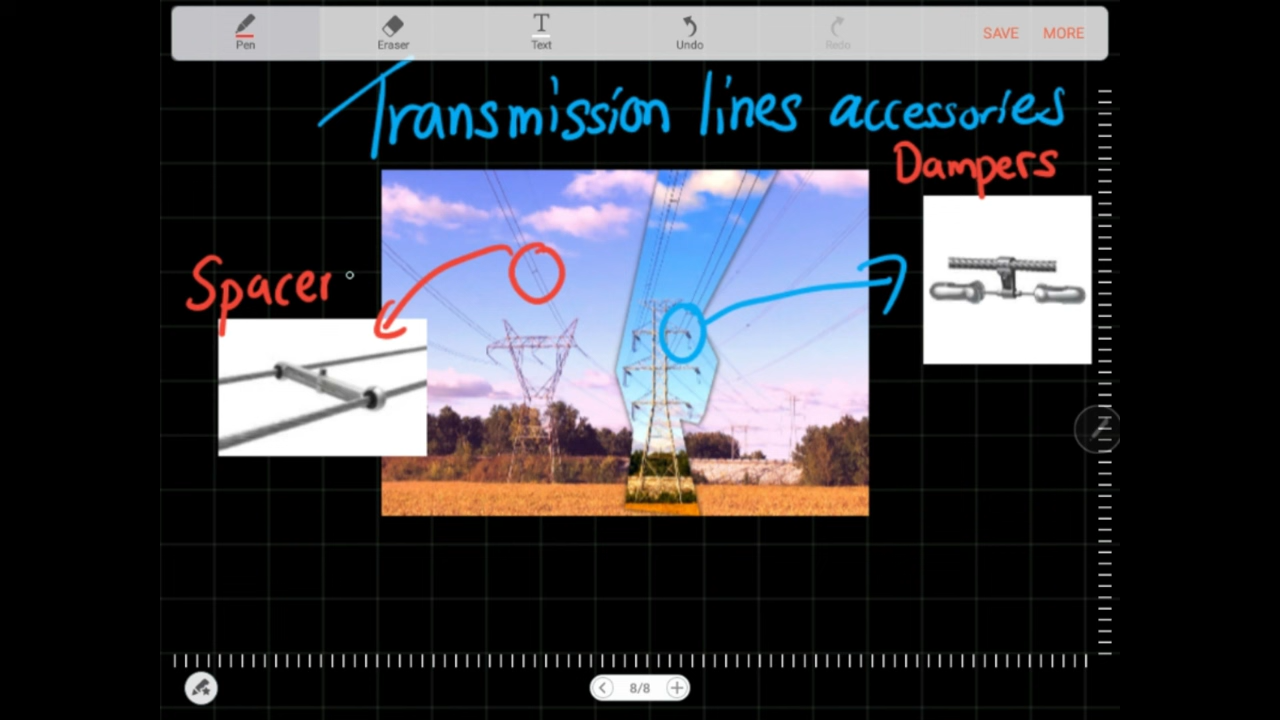 Pen Eraser Text Undo Redo SAVE MORE
Transmission lines accessories
Dampers
Spacer
8/8